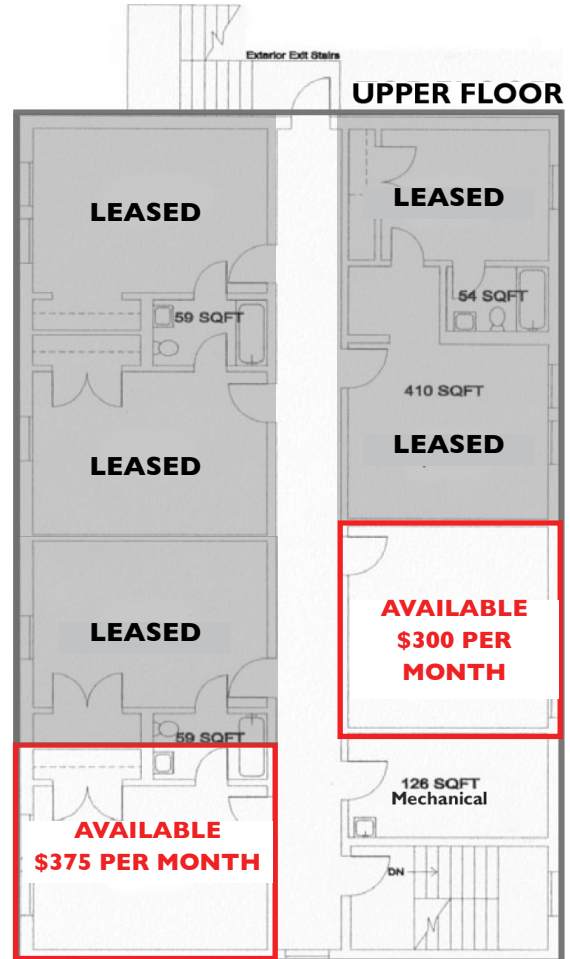 Exterior Exit Stairs
UPPER FLOOR
LEASED
LEASED
54 SQFT
59 SQFT
410 SQFT
LEASED
LEASED
AVAILABLE
$300 PER
MONTH
LEASED
59 SQFT
126 SQFT
Mechanical
AVAILABLE
$375 PER MONTH
DN